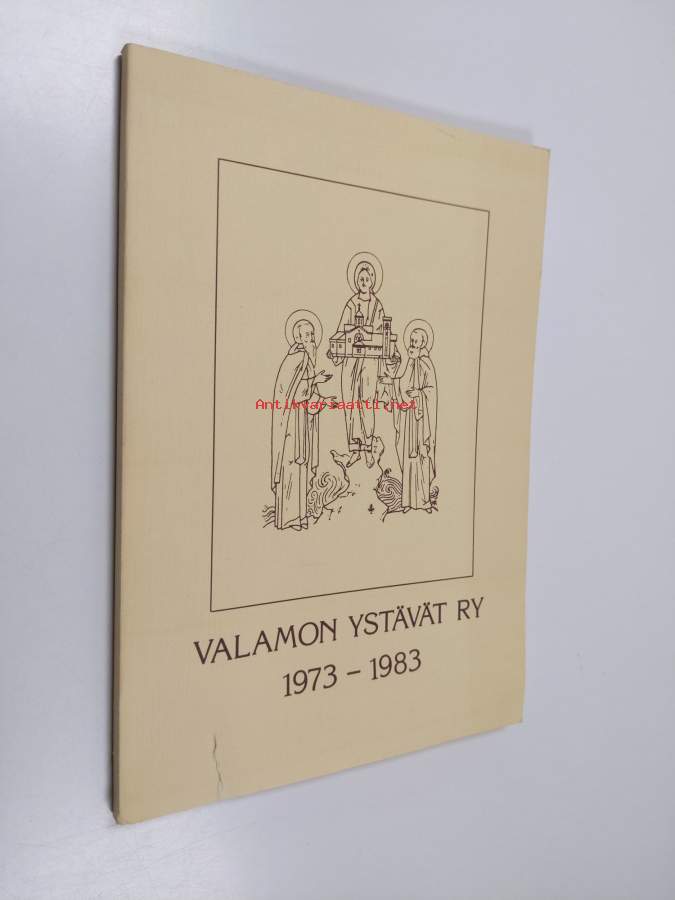 Antikvariaatti.net
VALAMON YSTÄVÄT RY
1973 – 1983